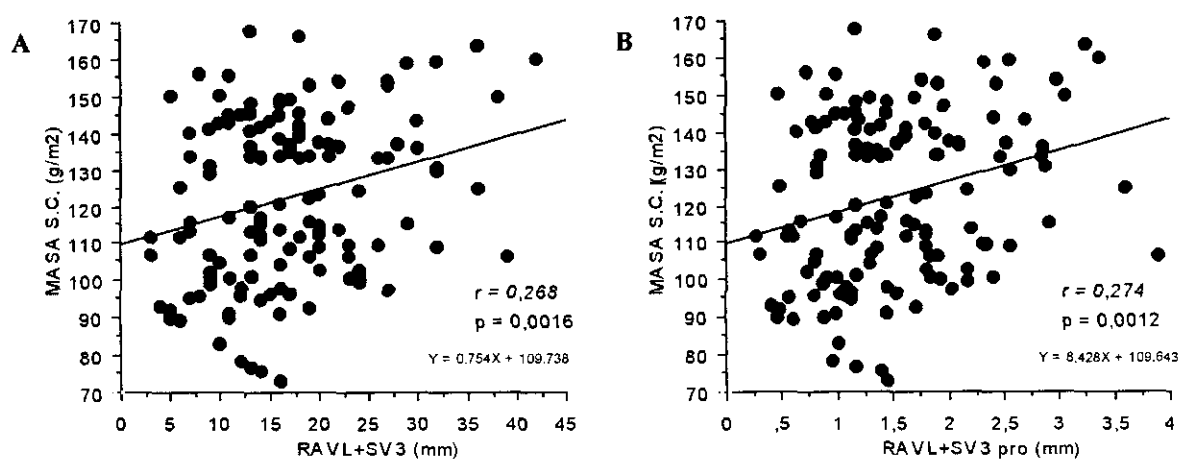 A
MASA S.C. (g/m2)
170
160
150
140
130
120
110
100
90
80
70
0 5 10 15 20 25 30 35 40 45
RAVL+SV3 (mm)
r = 0,268
p = 0,0016
Y = 0.754X + 109.738
B
MASA S.C. [(g/m2)
170
160
150
140
130
120
110
100
90
80
70
0 ,5 1 1,5 2 2,5 3 3,5 4
RAVL+SV3 pro (mm)
r = 0,274
p = 0,0012
Y = 8,428X + 109,643